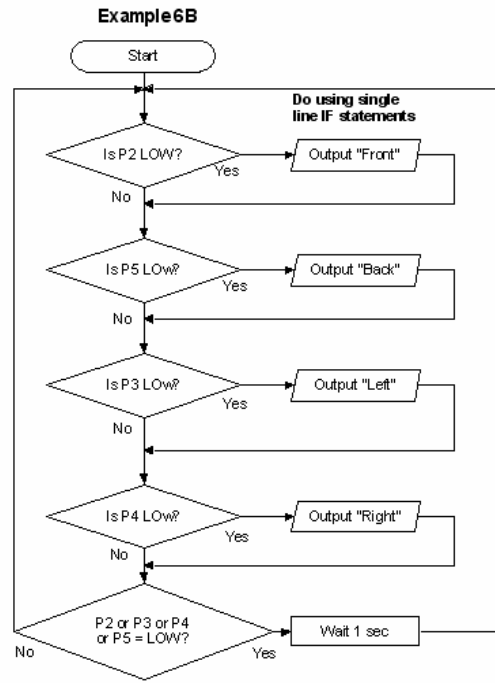 Example6B
Start
Do using single
line IF statements
Is P2 LOW?
Yes
Output "Front"
No
Is P5 LOw?
Yes
Output "Back"
No
Is P3 LOw?
Yes
Output "Left"
No
Is P4 LOw?
Yes
Output "Right"
No
P2 or P3 or P4
or P5 = LOW?
No
Yes
Wait 1 sec